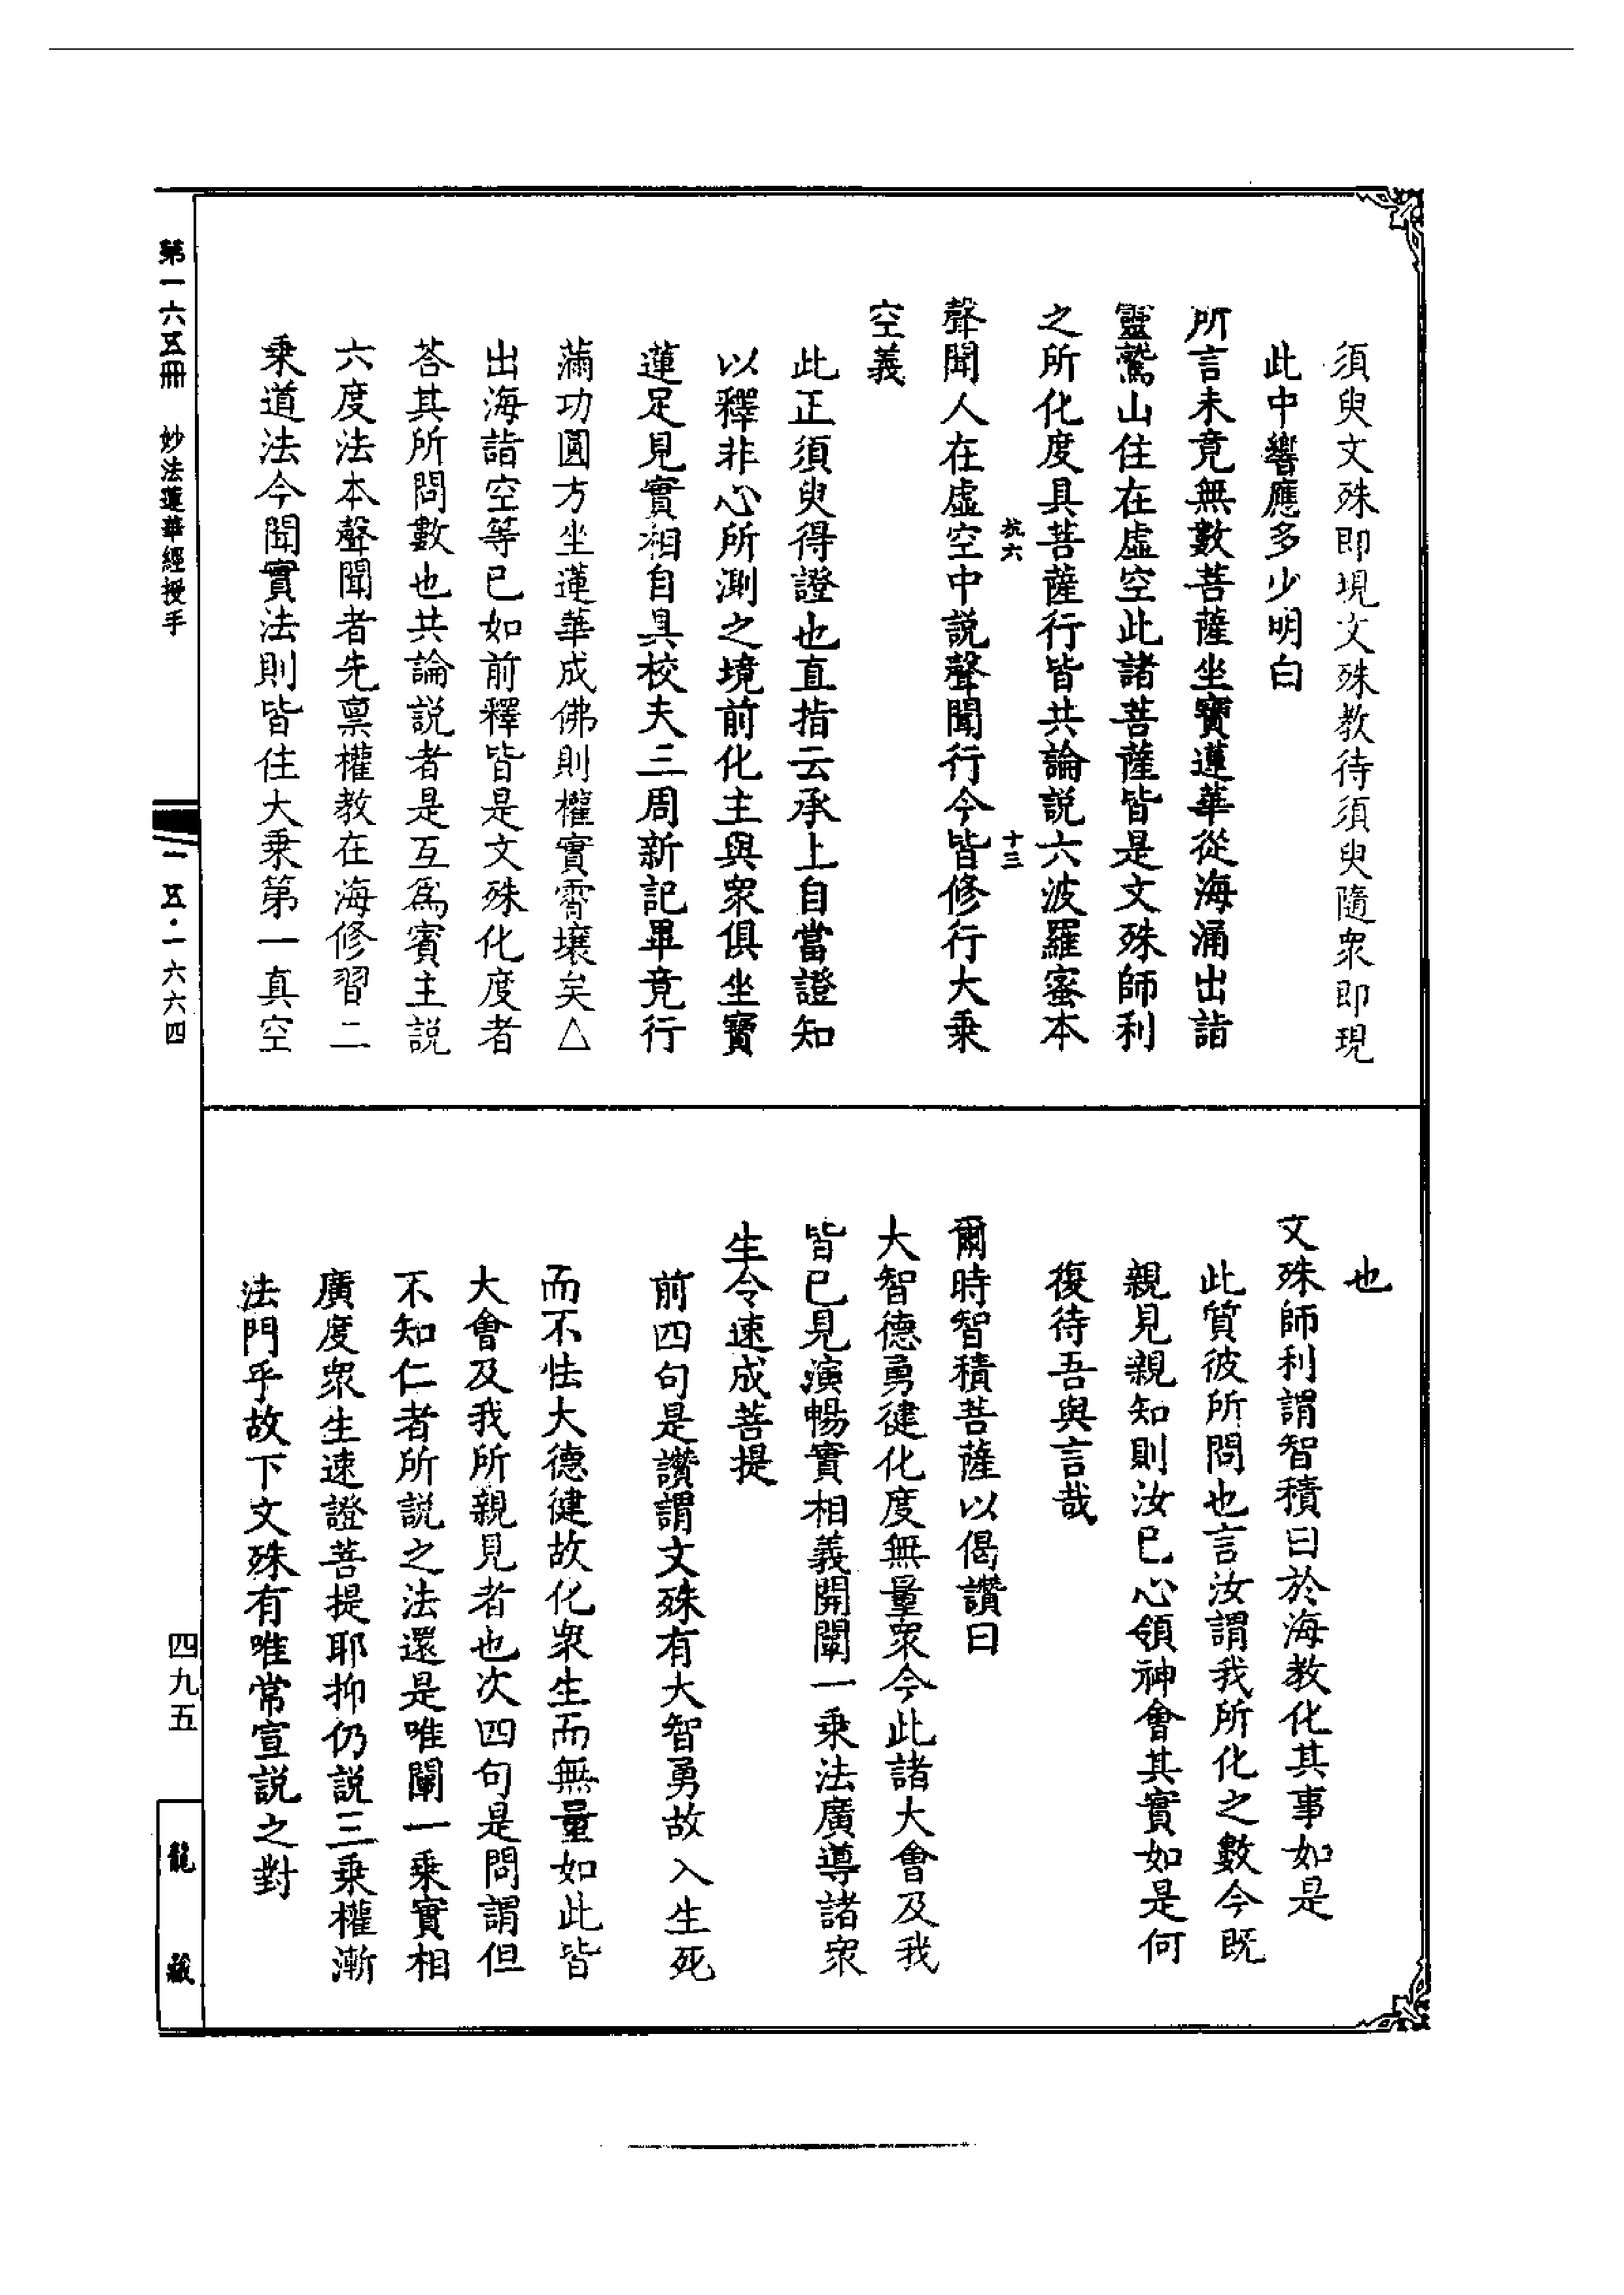 須臾文殊即現文殊教待須臾隨衆即現
此中響應多少明白
所言未竟無數菩薩坐寶蓮華從海涌出詣
靈鷲山住在虛空此諸菩薩皆是文殊師利
之所化度具菩薩行皆共論説六波羅蜜本
抗六
十三
聲聞人在虛空中説聲聞行今皆修行大乗
空義
此正須臾得證也直指云承上自當證知
以釋非心所測之境前化主與衆俱坐寶
蓮足見實相自具校夫三周新記畢竟行
滿功圓方坐蓮華成佛則權實霄壤矣△
出海詣空等已如前釋皆是文殊化度者
荅其所問數也共論説者是互爲賓主説
六度法本聲聞者先稟權教在海修習二
乗道法今聞實法則皆住大乗第一真空
也
文殊師利謂智積曰於海教化其事如是
此質彼所問也言汝謂我所化之數今既
親見親知則汝已心領神會其實如是何
復待吾與言哉
爾時智積菩薩以偈讚曰
大智德勇健化度無量衆今此諸大會及我
皆已見演暢實相義開闡一乗法廣導諸衆
生令速成菩提
前四句是讚謂文殊有大智勇故入生死
而不怯大德健故化衆生而無量如此皆
大會及我所親見者也次四句是問謂但
不知仁者所説之法還是唯闡一乗實相
廣度衆生速證菩提耶抑仍説三乗權漸
法門乎故下文殊有唯常宣説之對
第一六五冊　妙法蓮華經授手
一五·一六六四
四九五
龍藏